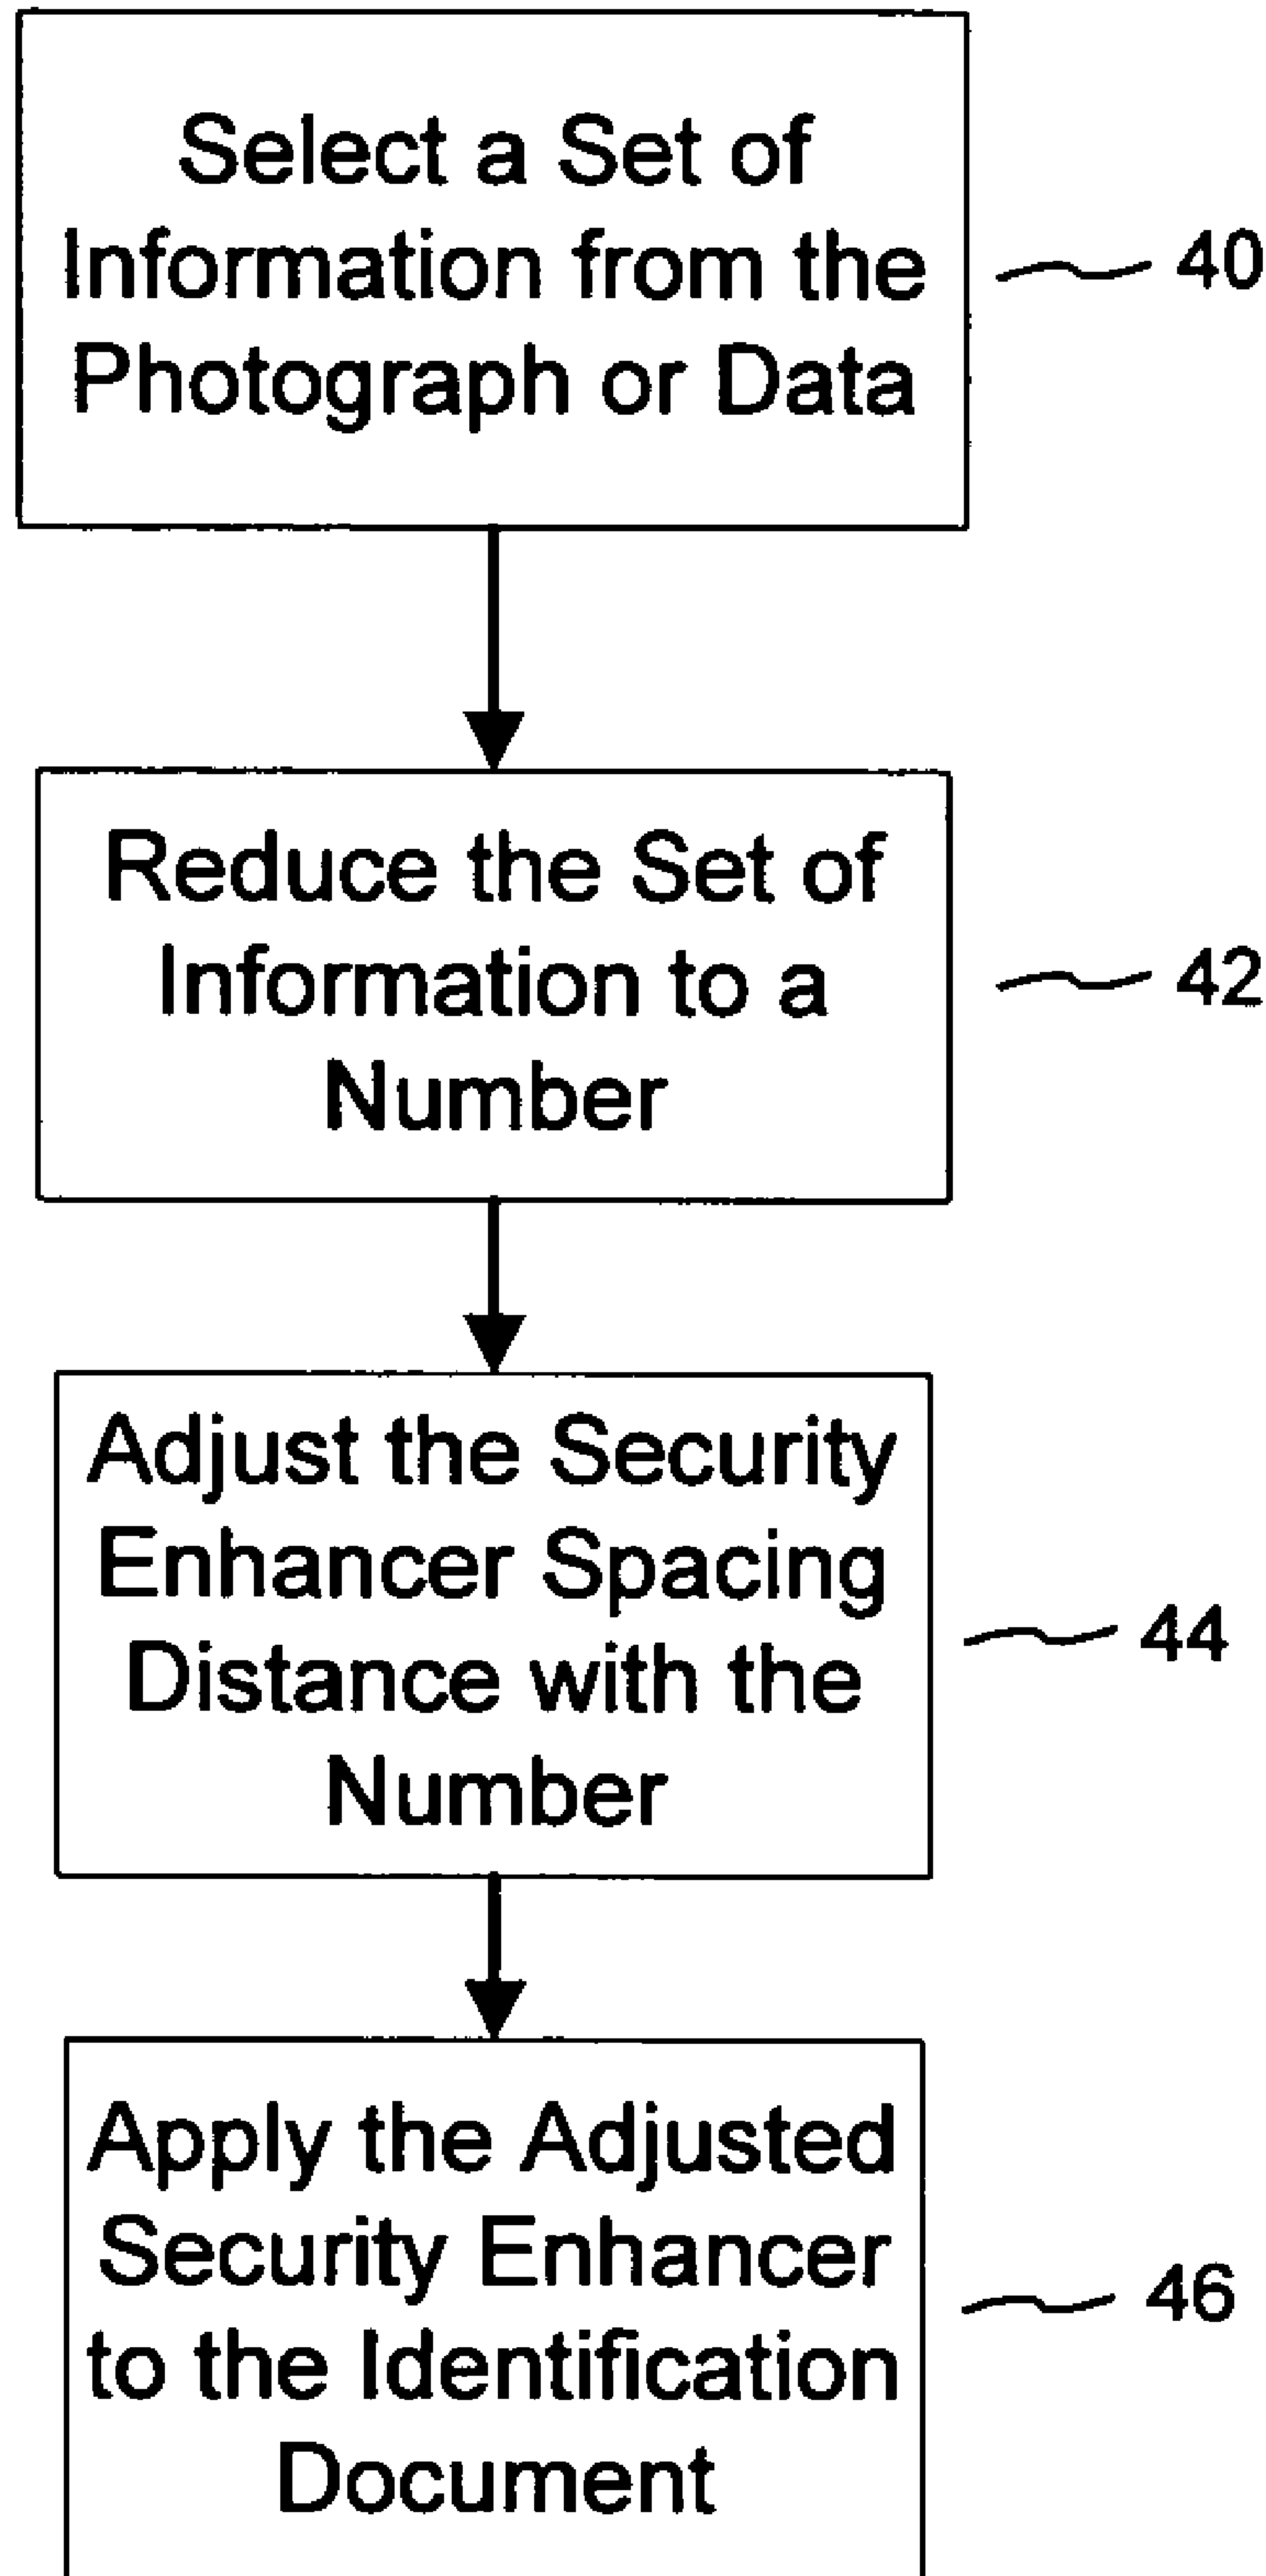 Select a Set of
Information from the
Photograph or Data
40
Reduce the Set of
Information to a
Number
42
Adjust the Security
Enhancer Spacing
Distance with the
Number
44
Apply the Adjusted
Security Enhancer
to the Identification
Document
46